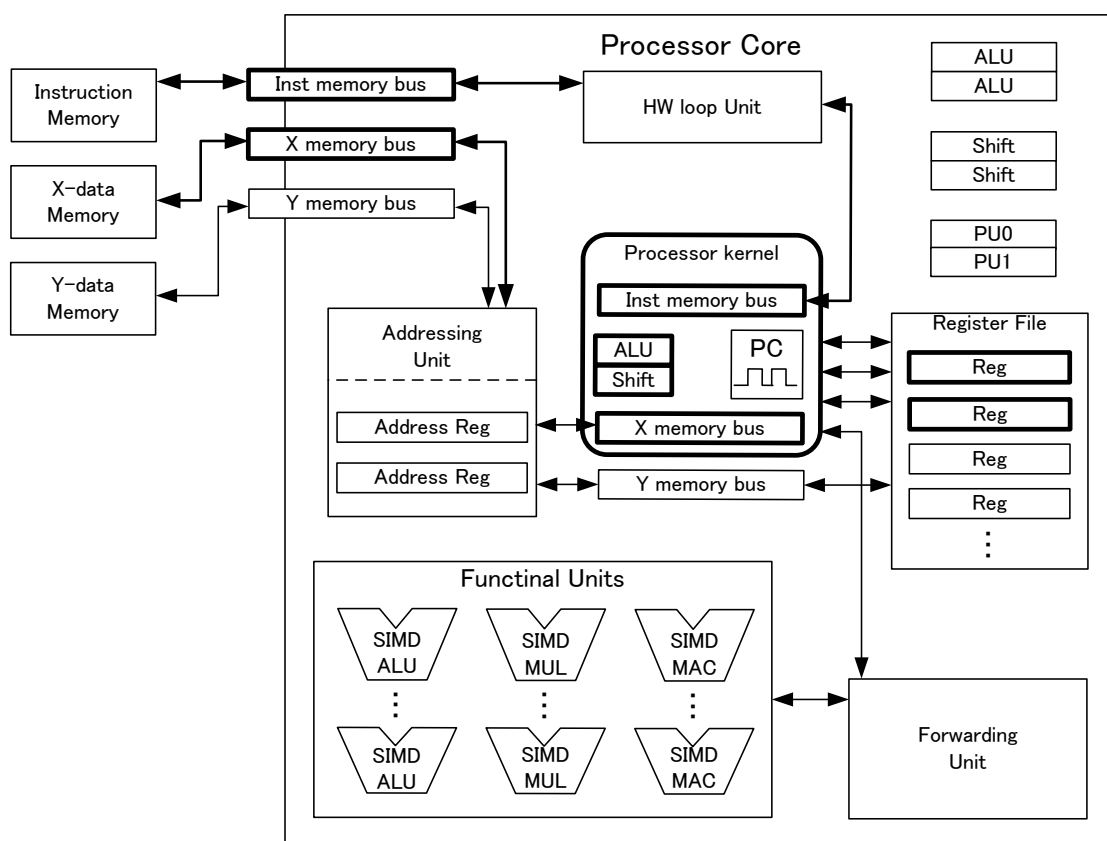 Processor Core
Instruction
Memory
X-data
Memory
Y-data
Memory
Inst memory bus
X memory bus
Y memory bus
HW loop Unit
ALU
ALU
Shift
Shift
PU0
PU1
Processor kernel
Inst memory bus
ALU
Shift
PC
X memory bus
Y memory bus
Addressing
Unit
Address Reg
Address Reg
Register File
Reg
Reg
Reg
Reg
Functinal Units
SIMD
ALU
SIMD
MUL
SIMD
MAC
SIMD
ALU
SIMD
MUL
SIMD
MAC
Forwarding
Unit